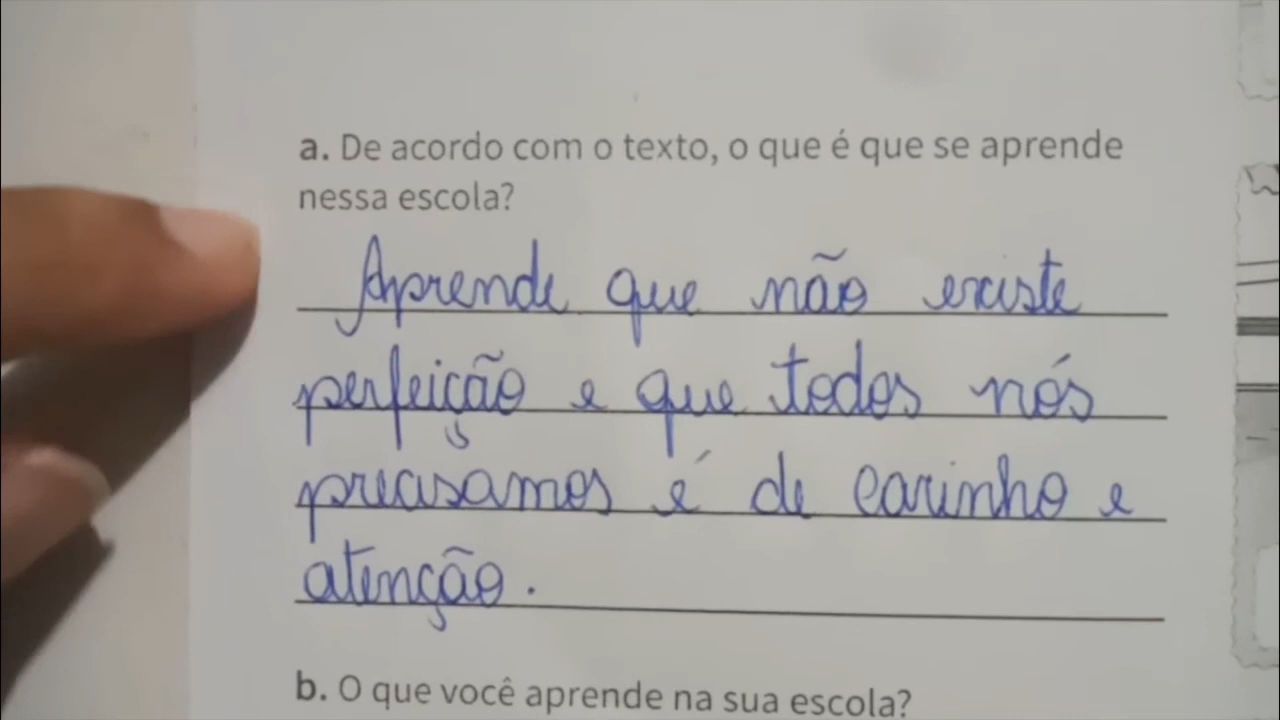 a. De acordo com o texto, o que é que se aprende
nessa escola?
Aprende que não existe
perfeição e que todos nós
precisamos é de carinho e
atenção.
b. O que você aprende na sua escola?